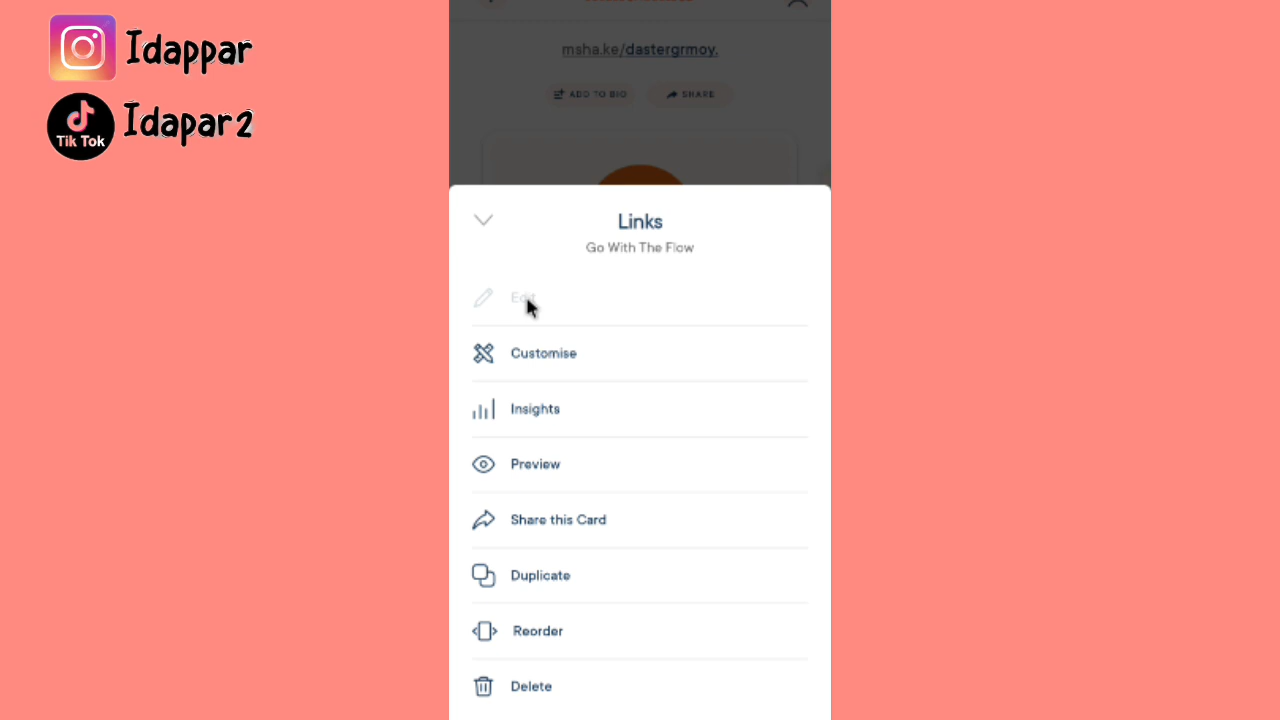 Idappar
Tik Tok
Idapar2
msha.ke/dastergrmoy.
ADD TO BIO
SHARE
Links
Go With The Flow
Edit
Customise
Insights
Preview
Share this Card
Duplicate
Reorder
Delete